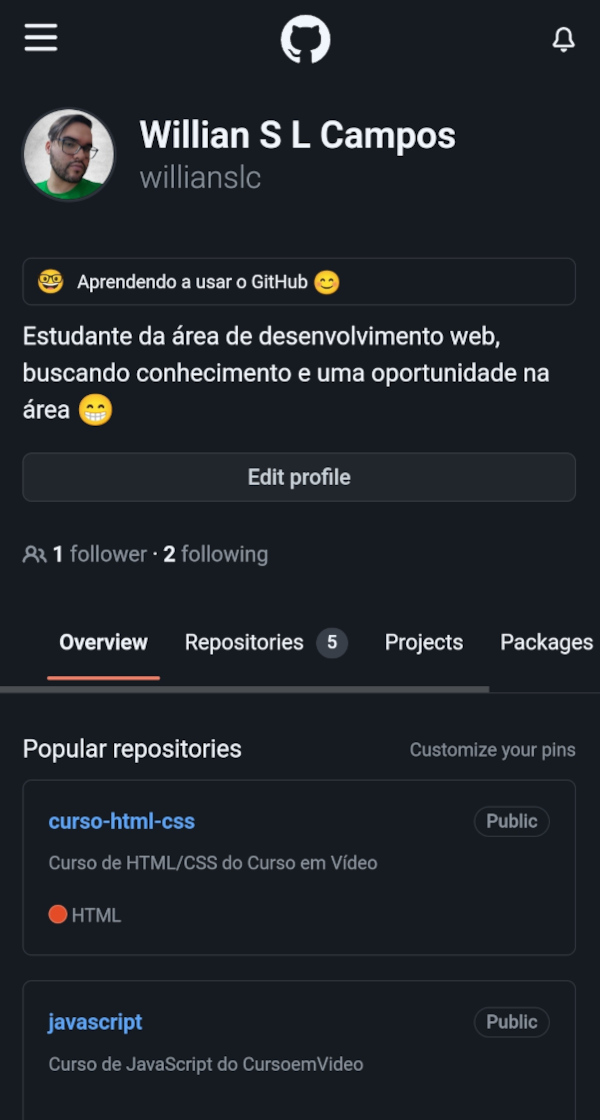 Willian S L Campos
willianslc
🤓 Aprendendo a usar o GitHub 😊
Estudante da área de desenvolvimento web,
buscando conhecimento e uma oportunidade na
área 😁
Edit profile
1 follower · 2 following
Overview Repositories 5 Projects Packages
Popular repositories Customize your pins
curso-html-css Public
Curso de HTML/CSS do Curso em Vídeo
HTML
javascript Public
Curso de JavaScript do CursoemVideo